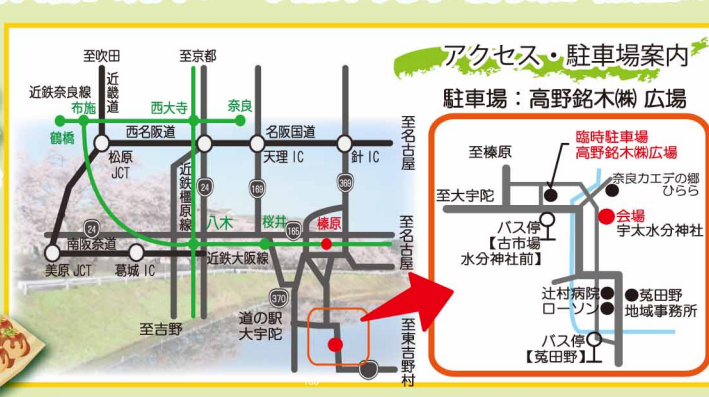 アクセス・駐車場案内
駐車場：高野銘木㈱ 広場
至吹田
至京都
近畿道
近鉄奈良線
布施
西大寺
奈良
鶴橋
西名阪道
名阪国道
至名古屋
松原
JCT
天理 IC
針 IC
近鉄橿原線
24
169
369
24
八木
桜井
165
榛原
至名古屋
南阪奈道
近鉄大阪線
美原 JCT
葛城 IC
370
道の駅
大宇陀
至吉野
至東吉野村
臨時駐車場
高野銘木㈱広場
至榛原
奈良カエデの郷
ひらら
至大宇陀
会場
宇太水分神社
バス停
【古市場
水分神社前】
辻村病院
ローソン
菟田野
地域事務所
バス停
【菟田野】